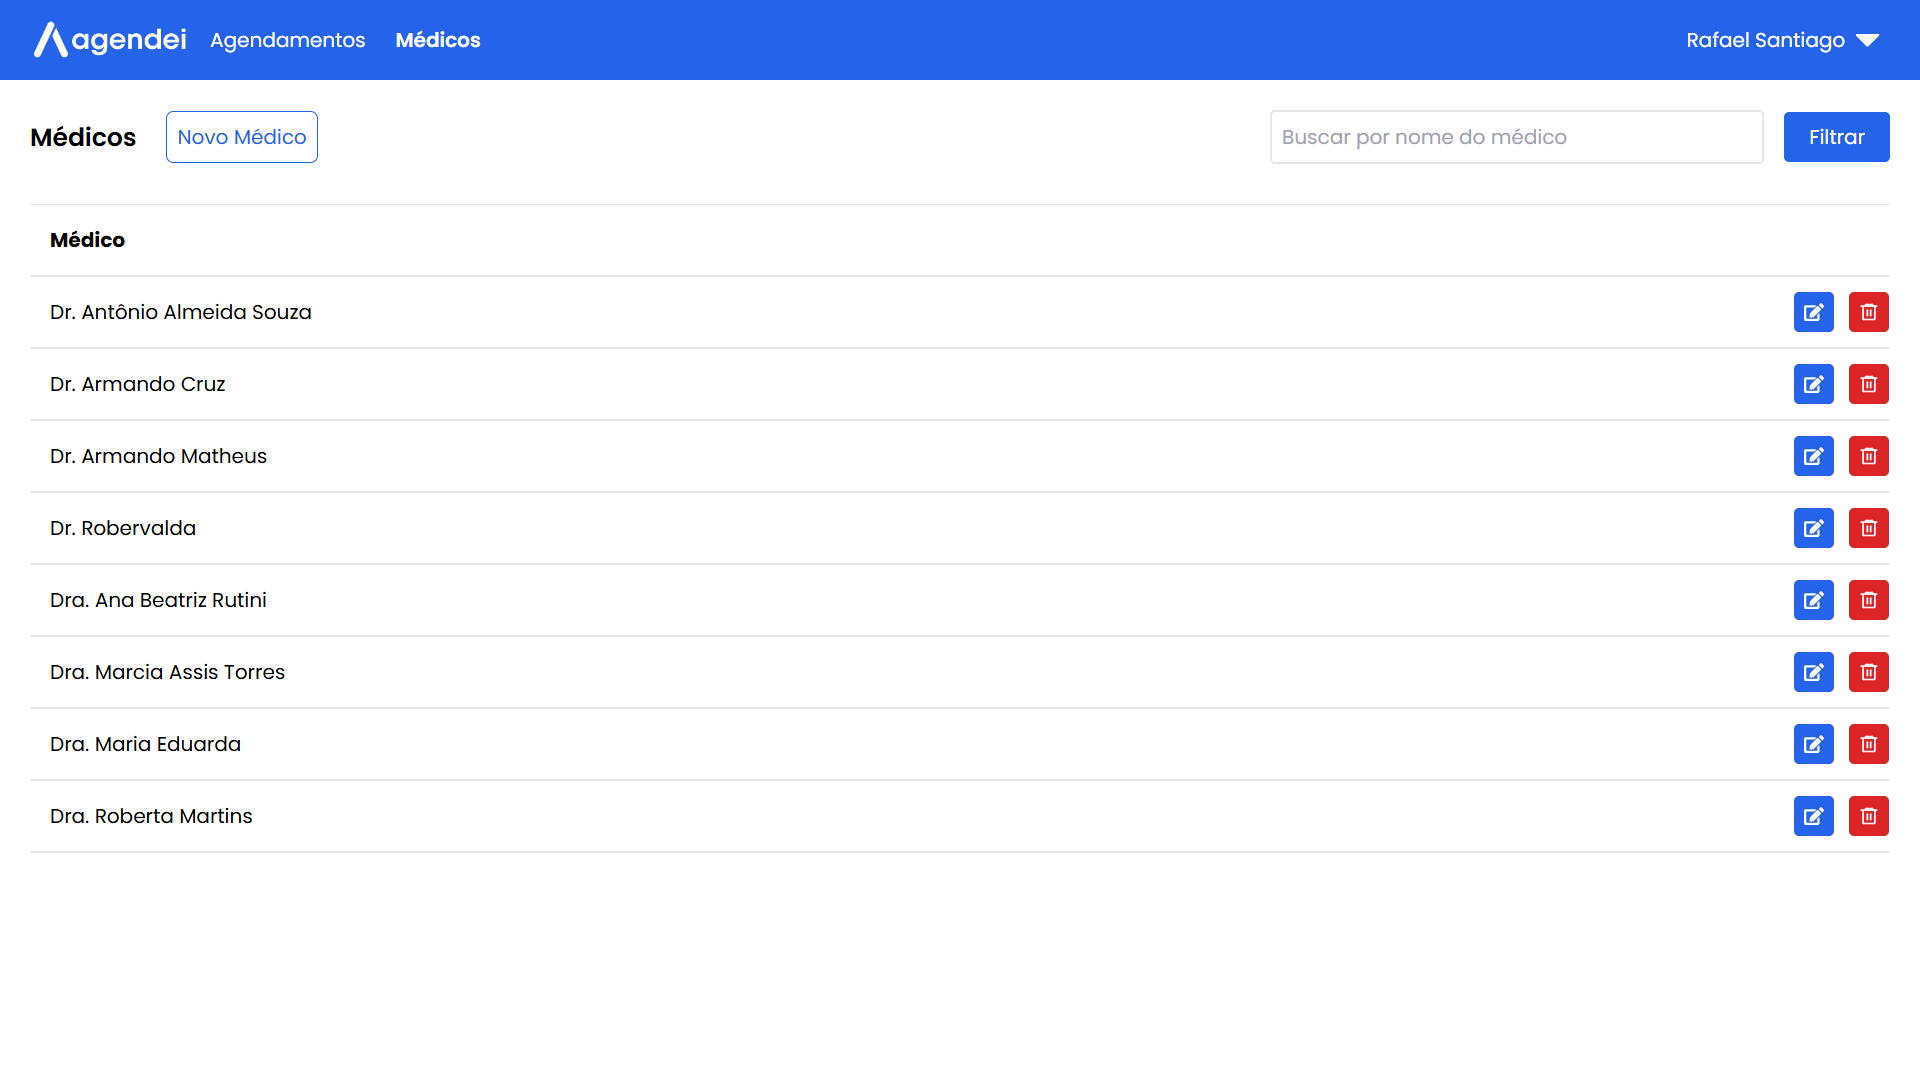 agendei Agendamentos Médicos Rafael Santiago
Médicos Novo Médico Buscar por nome do médico Filtrar
Médico
Dr. Antônio Almeida Souza
Dr. Armando Cruz
Dr. Armando Matheus
Dr. Robervalda
Dra. Ana Beatriz Rutini
Dra. Marcia Assis Torres
Dra. Maria Eduarda
Dra. Roberta Martins